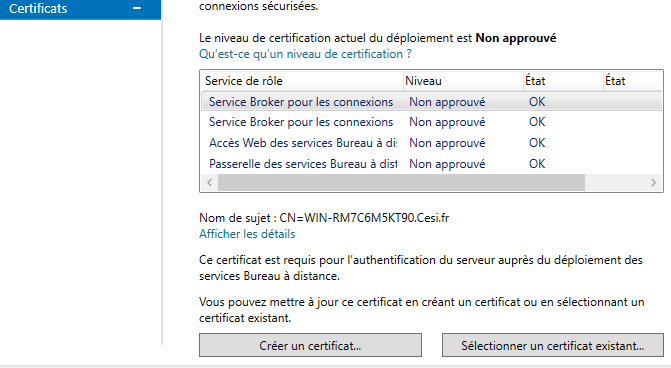 Certificats
connexions sécurisées.
Le niveau de certification actuel du déploiement est Non approuvé
Qu'est-ce qu'un niveau de certification ?
Service de rôle Niveau État État
Service Broker pour les connexions Non approuvé OK
Service Broker pour les connexions Non approuvé OK
Accès Web des services Bureau à di Non approuvé OK
Passerelle des services Bureau à dist Non approuvé OK
Nom de sujet : CN=WIN-RM7C6M5KT90.Cesi.fr
Afficher les détails
Ce certificat est requis pour l'authentification du serveur auprès du déploiement des
services Bureau à distance.
Vous pouvez mettre à jour ce certificat en créant un certificat ou en sélectionnant un
certificat existant.
Créer un certificat... Sélectionner un certificat existant...